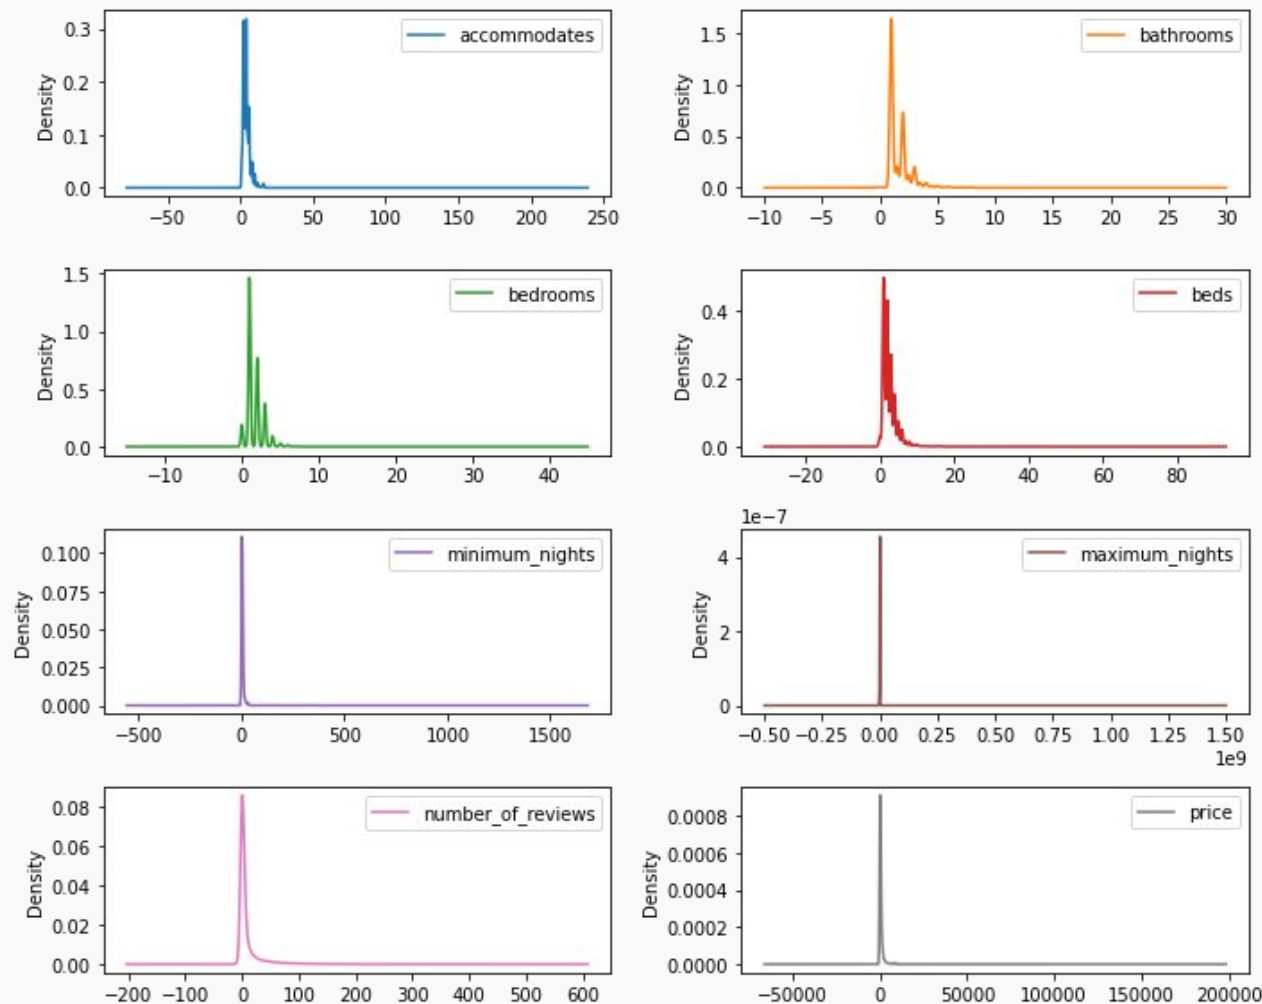 accommodates
Density
0.3
0.2
0.1
0.0
−50 0 50 100 150 200 250
bathrooms
Density
1.5
1.0
0.5
0.0
−10 −5 0 5 10 15 20 25 30
bedrooms
Density
1.5
1.0
0.5
0.0
−10 0 10 20 30 40
beds
Density
0.4
0.2
0.0
−20 0 20 40 60 80
minimum_nights
Density
0.100
0.075
0.050
0.025
0.000
−500 0 500 1000 1500
1e−7
maximum_nights
Density
4
2
0
−0.50 −0.25 0.00 0.25 0.50 0.75 1.00 1.25 1.50
1e9
number_of_reviews
Density
0.08
0.06
0.04
0.02
0.00
−200 −100 0 100 200 300 400 500 600
price
Density
0.0008
0.0006
0.0004
0.0002
0.0000
−50000 0 50000 100000 150000 200000